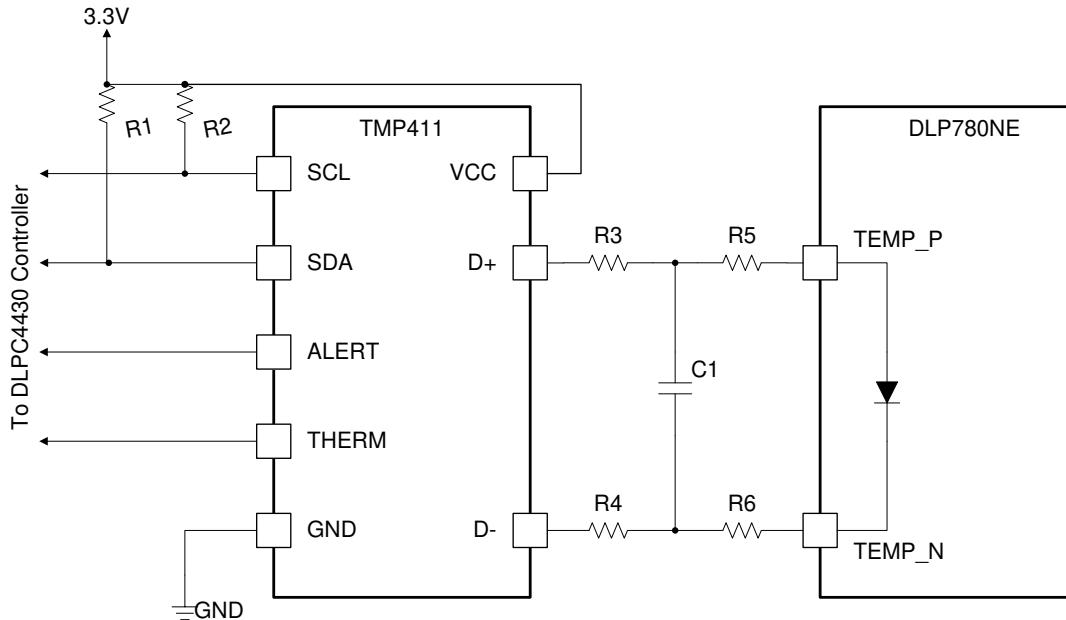 3.3V
R1
R2
TMP411
DLP780NE
SCL
VCC
SDA
D+
R3
R5
TEMP_P
ALERT
C1
THERM
GND
D-
R4
R6
TEMP_N
GND
To DLPC4430 Controller